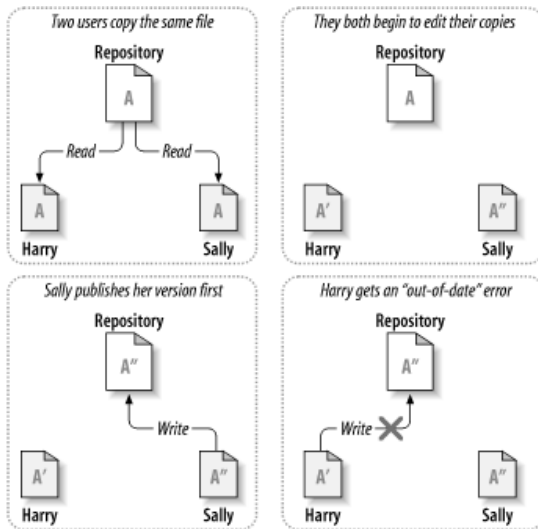 Two users copy the same file
Repository
A
Read
Read
A
A
Harry
Sally
They both begin to edit their copies
Repository
A
A′
A″
Harry
Sally
Sally publishes her version first
Repository
A″
Write
A′
A″
Harry
Sally
Harry gets an “out-of-date” error
Repository
A″
Write
A′
A″
Harry
Sally